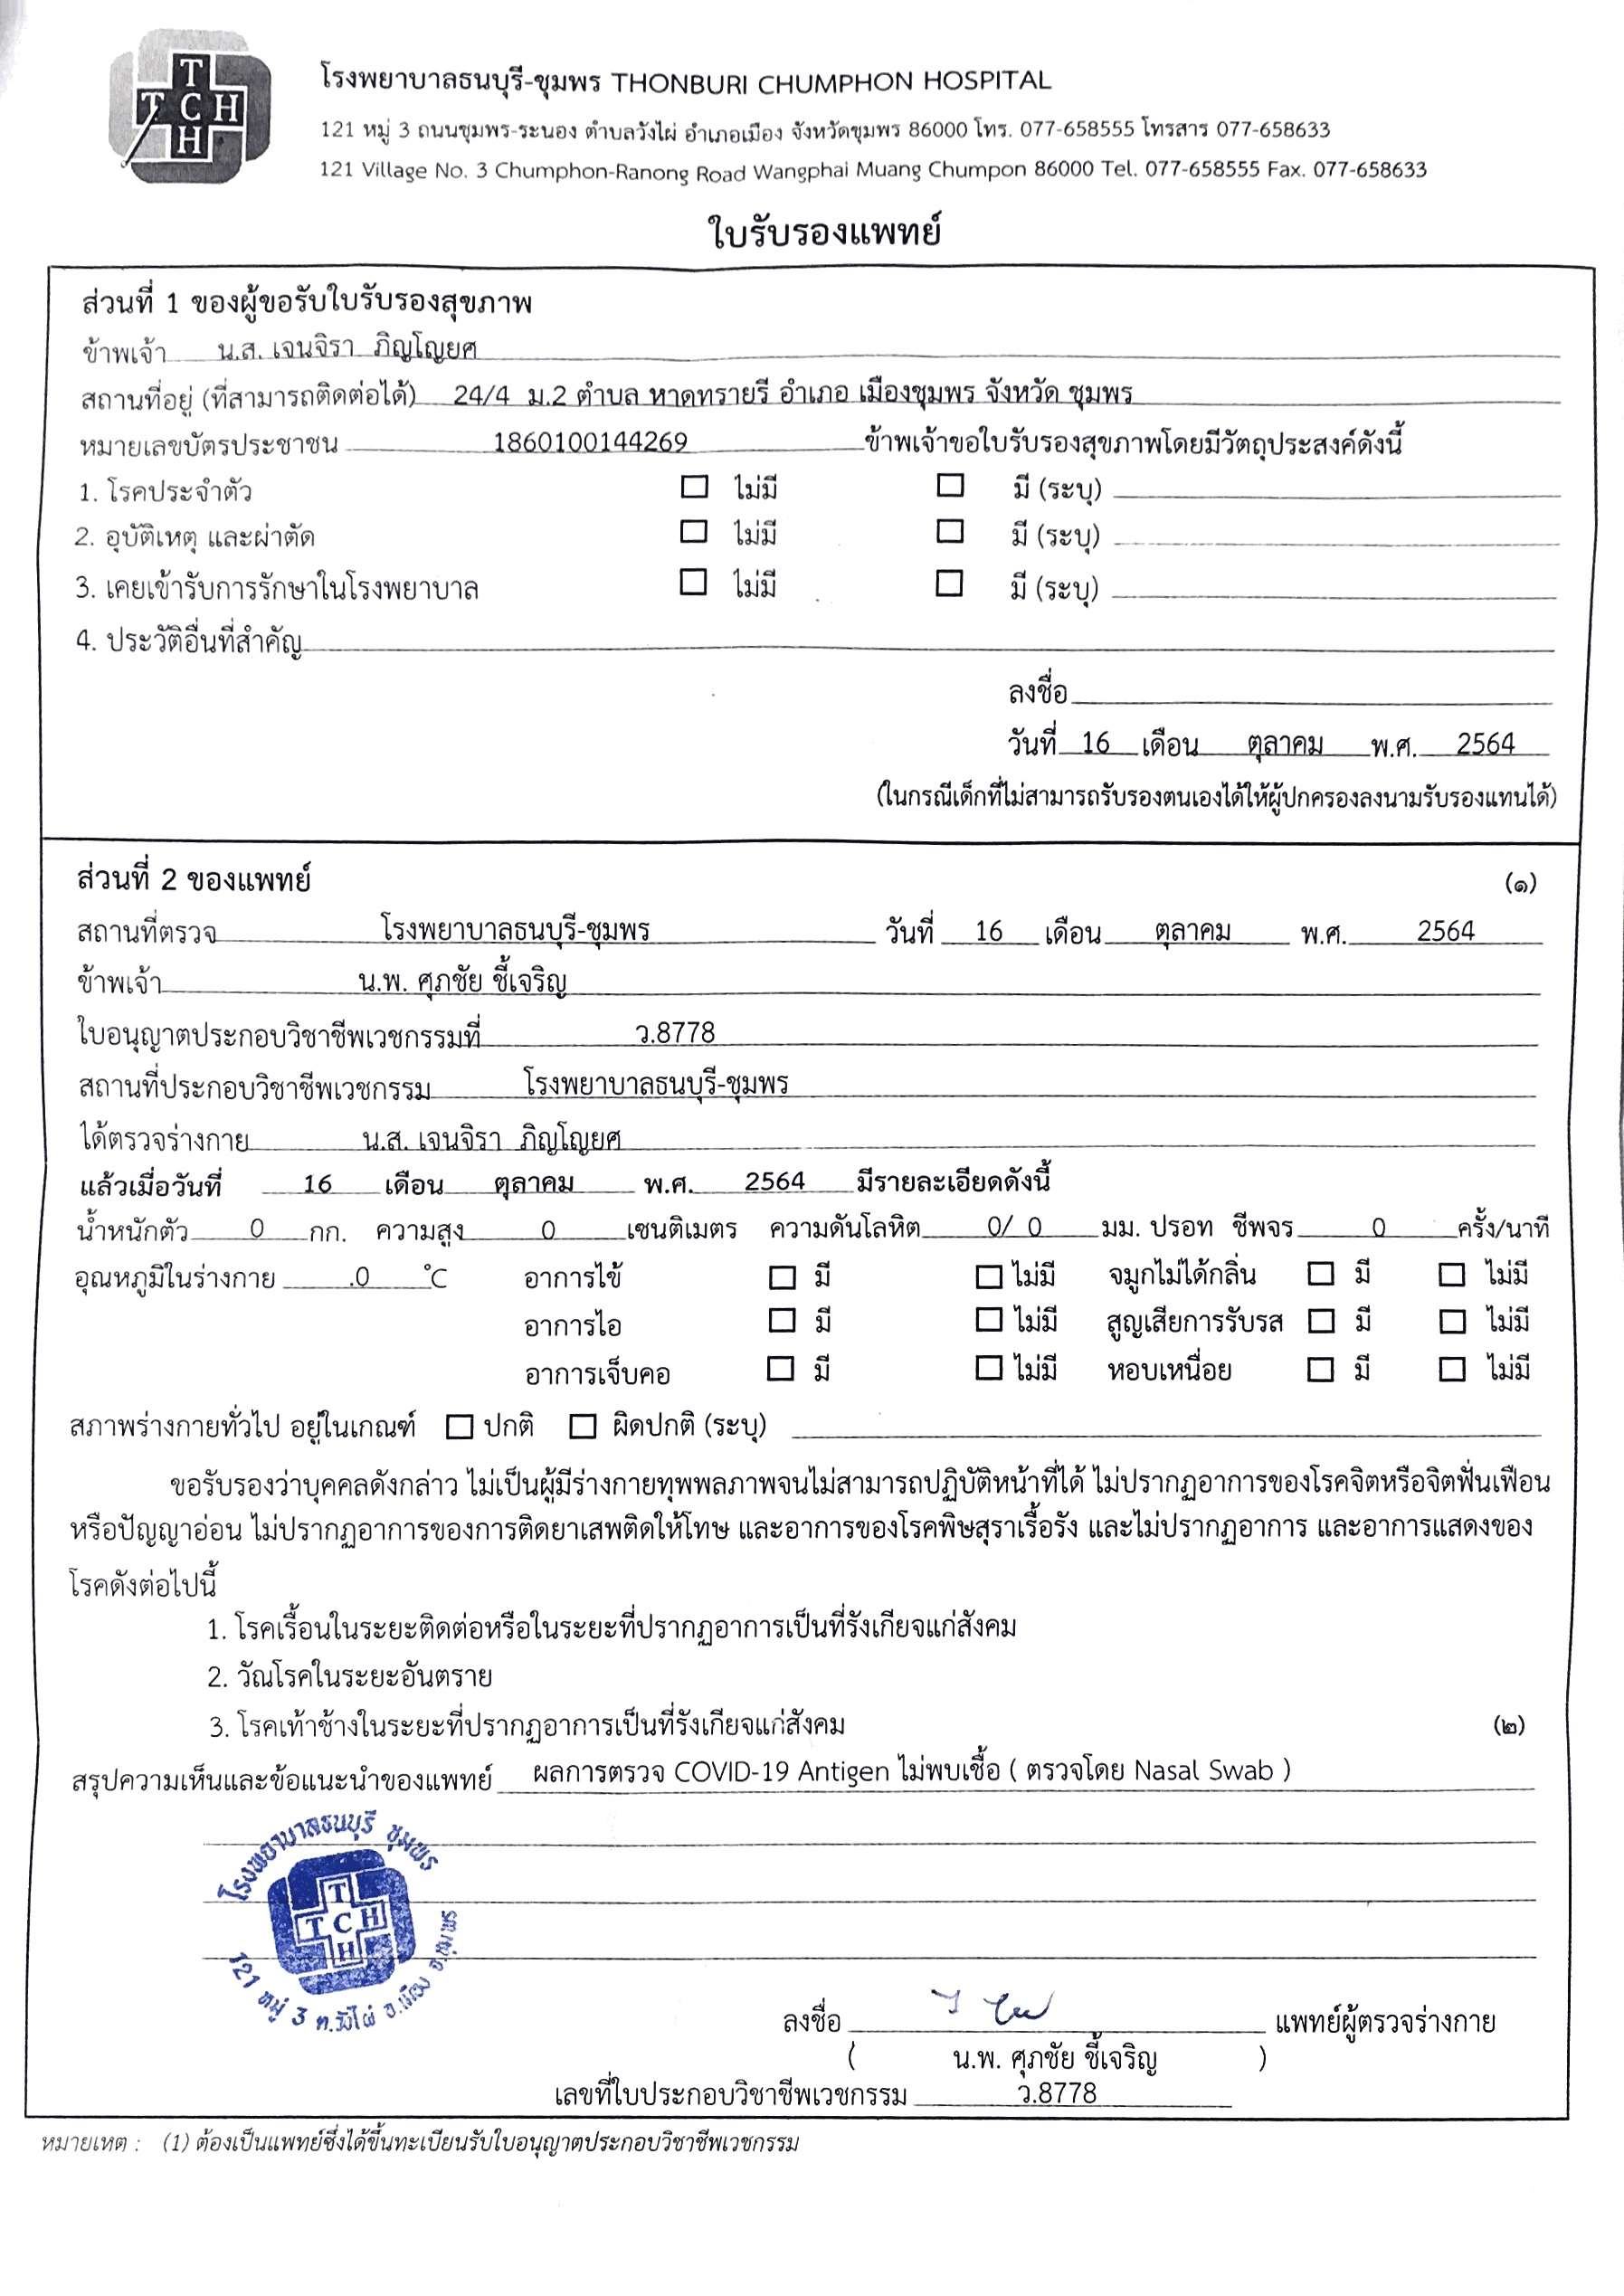 T
TCH
H
โรงพยาบาลธนบุรี-ชุมพร THONBURI CHUMPHON HOSPITAL
121 หมู่ 3 ถนนชุมพร-ระนอง ตำบลวังไผ่ อำเภอเมือง จังหวัดชุมพร 86000 โทร. 077-658555 โทรสาร 077-658633
121 Village No. 3 Chumphon-Ranong Road Wangphai Muang Chumpon 86000 Tel. 077-658555 Fax. 077-658633
ใบรับรองแพทย์
ส่วนที่ 1 ของผู้ขอรับใบรับรองสุขภาพ
ข้าพเจ้า น.ส. เจนจิรา ภิญโญยศ
สถานที่อยู่ (ที่สามารถติดต่อได้) 24/4 ม.2 ตำบล หาดทรายรี อำเภอ เมืองชุมพร จังหวัด ชุมพร
หมายเลขบัตรประชาชน 1860100144269 ข้าพเจ้าขอใบรับรองสุขภาพโดยมีวัตถุประสงค์ดังนี้
1. โรคประจำตัว ☐ ไม่มี ☐ มี (ระบุ)
2. อุบัติเหตุ และผ่าตัด ☐ ไม่มี ☐ มี (ระบุ)
3. เคยเข้ารับการรักษาในโรงพยาบาล ☐ ไม่มี ☐ มี (ระบุ)
4. ประวัติอื่นที่สำคัญ
ลงชื่อ
วันที่ 16 เดือน ตุลาคม พ.ศ. 2564
(ในกรณีเด็กที่ไม่สามารถรับรองตนเองได้ให้ผู้ปกครองลงนามรับรองแทนได้)
ส่วนที่ 2 ของแพทย์ (๑)
สถานที่ตรวจ โรงพยาบาลธนบุรี-ชุมพร วันที่ 16 เดือน ตุลาคม พ.ศ. 2564
ข้าพเจ้า น.พ. ศุภชัย ชี้เจริญ
ใบอนุญาตประกอบวิชาชีพเวชกรรมที่ ว.8778
สถานที่ประกอบวิชาชีพเวชกรรม โรงพยาบาลธนบุรี-ชุมพร
ได้ตรวจร่างกาย น.ส. เจนจิรา ภิญโญยศ
แล้วเมื่อวันที่ 16 เดือน ตุลาคม พ.ศ. 2564 มีรายละเอียดดังนี้
น้ำหนักตัว 0 กก. ความสูง 0 เซนติเมตร ความดันโลหิต 0/ 0 มม. ปรอท ชีพจร 0 ครั้ง/นาที
อุณหภูมิในร่างกาย .0 °C อาการไข้ ☐ มี ☐ ไม่มี จมูกไม่ได้กลิ่น ☐ มี ☐ ไม่มี
อาการไอ ☐ มี ☐ ไม่มี สูญเสียการรับรส ☐ มี ☐ ไม่มี
อาการเจ็บคอ ☐ มี ☐ ไม่มี หอบเหนื่อย ☐ มี ☐ ไม่มี
สภาพร่างกายทั่วไป อยู่ในเกณฑ์ ☐ ปกติ ☐ ผิดปกติ (ระบุ)
ขอรับรองว่าบุคคลดังกล่าว ไม่เป็นผู้มีร่างกายทุพพลภาพจนไม่สามารถปฏิบัติหน้าที่ได้ ไม่ปรากฏอาการของโรคจิตหรือจิตฟั่นเฟือน
หรือปัญญาอ่อน ไม่ปรากฏอาการของการติดยาเสพติดให้โทษ และอาการของโรคพิษสุราเรื้อรัง และไม่ปรากฏอาการ และอาการแสดงของ
โรคดังต่อไปนี้
1. โรคเรื้อนในระยะติดต่อหรือในระยะที่ปรากฏอาการเป็นที่รังเกียจแก่สังคม
2. วัณโรคในระยะอันตราย
3. โรคเท้าช้างในระยะที่ปรากฏอาการเป็นที่รังเกียจแก่สังคม (๒)
สรุปความเห็นและข้อแนะนำของแพทย์ ผลการตรวจ COVID-19 Antigen ไม่พบเชื้อ ( ตรวจโดย Nasal Swab )
โรงพยาบาลธนบุรี ชุมพร
T
TCH
H
121 หมู่ 3 ต.วังไผ่ อ.เมือง จ.ชุมพร
ลงชื่อ แพทย์ผู้ตรวจร่างกาย
( น.พ. ศุภชัย ชี้เจริญ )
เลขที่ใบประกอบวิชาชีพเวชกรรม ว.8778
หมายเหตุ : (1) ต้องเป็นแพทย์ซึ่งได้ขึ้นทะเบียนรับใบอนุญาตประกอบวิชาชีพเวชกรรม